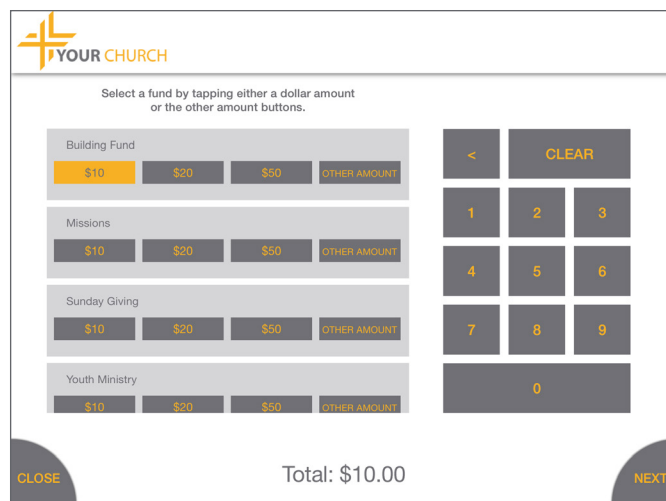 YOUR CHURCH
Select a fund by tapping either a dollar amount
or the other amount buttons.
Building Fund
$10 $20 $50 OTHER AMOUNT
Missions
$10 $20 $50 OTHER AMOUNT
Sunday Giving
$10 $20 $50 OTHER AMOUNT
Youth Ministry
$10 $20 $50 OTHER AMOUNT
< CLEAR
1 2 3
4 5 6
7 8 9
0
CLOSE
Total: $10.00
NEXT